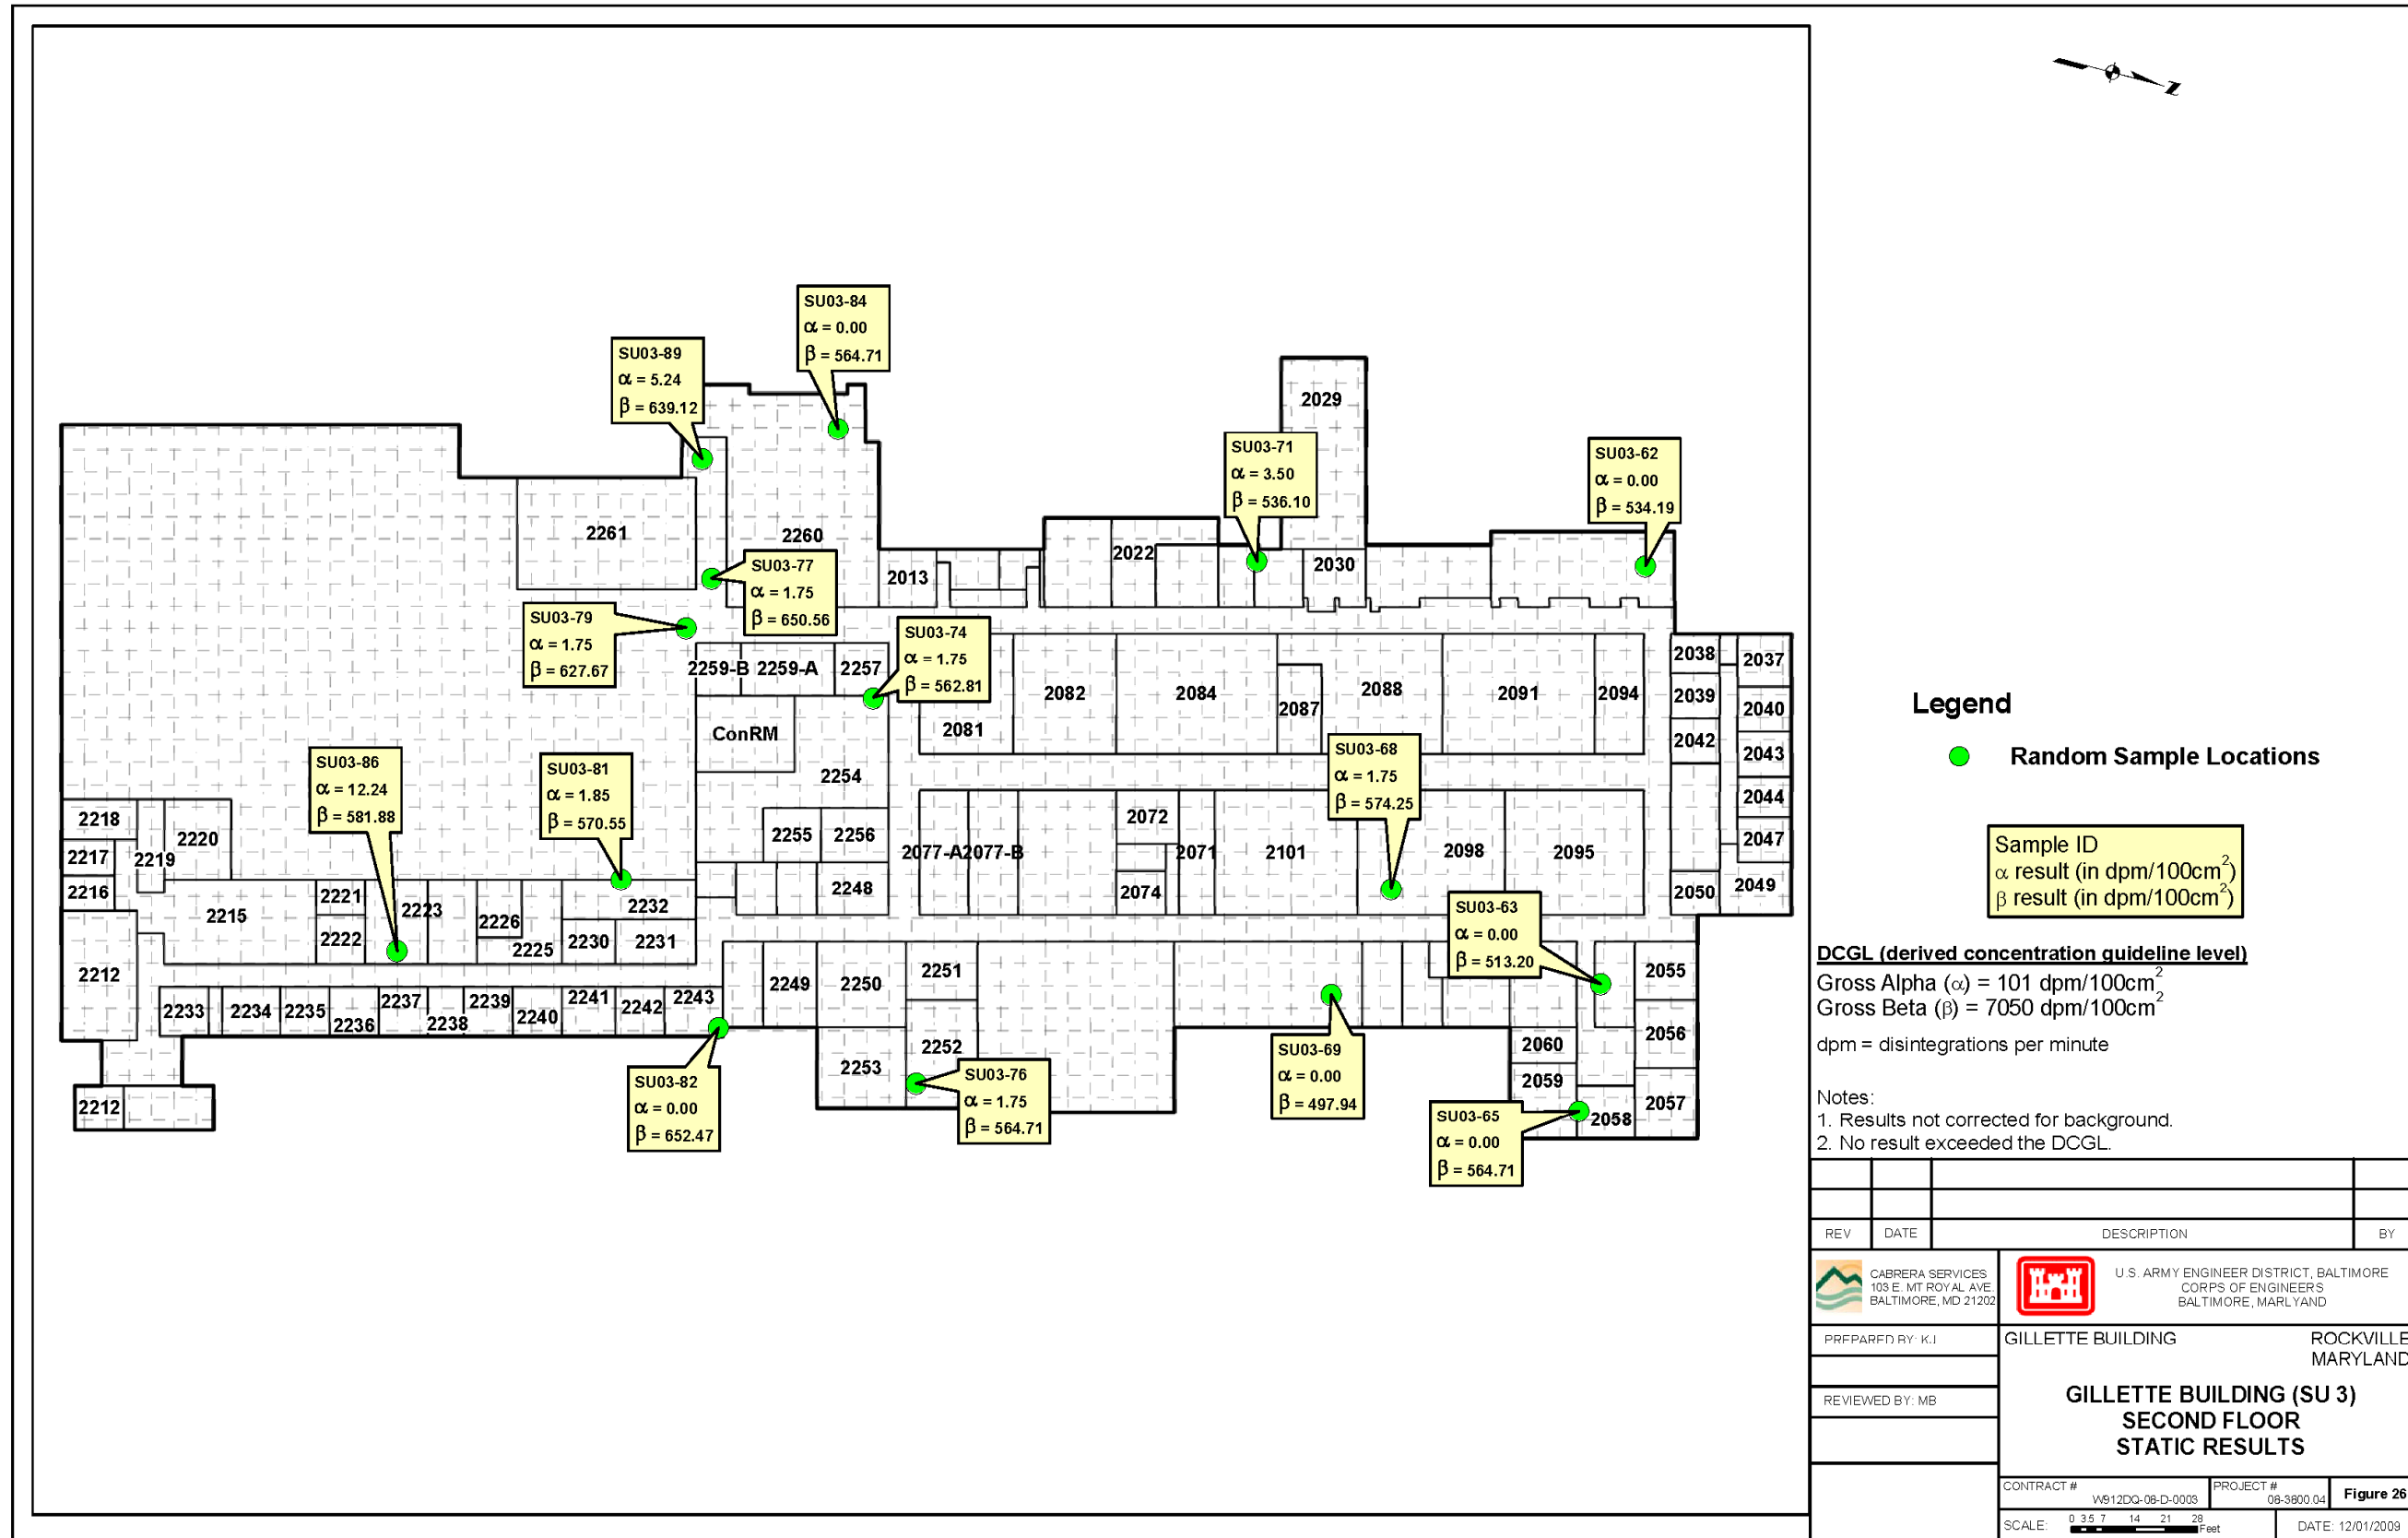 SU03-84
α = 0.00
β = 564.71
SU03-89
α = 5.24
β = 639.12
2029
SU03-71
α = 3.50
β = 536.10
SU03-62
α = 0.00
β = 534.19
2261
2260
2022
2030
2013
SU03-77
α = 1.75
β = 650.56
SU03-79
α = 1.75
β = 627.67
SU03-74
α = 1.75
β = 562.81
2259-B
2259-A
2257
2081
2082
2084
2087
2088
2091
2094
2038
2037
2039
2040
2042
2043
2044
2047
2050
2049
ConRM
2254
SU03-68
α = 1.75
β = 574.25
SU03-86
α = 12.24
β = 581.88
SU03-81
α = 1.85
β = 570.55
2218
2217
2219
2220
2216
2255
2256
2248
2077-A
2077-B
2072
2074
2071
2101
2098
2095
2215
2221
2222
2223
2226
2225
2232
2230
2231
2212
2233
2234
2235
2236
2237
2238
2239
2240
2241
2242
2243
2249
2250
2251
2252
2253
SU03-63
α = 0.00
β = 513.20
2055
2056
2057
2060
2059
2058
2212
SU03-82
α = 0.00
β = 652.47
SU03-76
α = 1.75
β = 564.71
SU03-69
α = 0.00
β = 497.94
SU03-65
α = 0.00
β = 564.71
Z
Legend
Random Sample Locations
Sample ID
α result (in dpm/100cm²)
β result (in dpm/100cm²)
DCGL (derived concentration guideline level)
Gross Alpha (α) = 101 dpm/100cm²
Gross Beta (β) = 7050 dpm/100cm²
dpm = disintegrations per minute
Notes:
1. Results not corrected for background.
2. No result exceeded the DCGL.
REV DATE DESCRIPTION BY
CABRERA SERVICES
103 E. MT ROYAL AVE.
BALTIMORE, MD 21202
U.S. ARMY ENGINEER DISTRICT, BALTIMORE
CORPS OF ENGINEERS
BALTIMORE, MARLYAND
PREPARED BY: KJ
REVIEWED BY: MB
GILLETTE BUILDING
ROCKVILLE
MARYLAND
GILLETTE BUILDING (SU 3)
SECOND FLOOR
STATIC RESULTS
CONTRACT #
W912DQ-08-D-0003
PROJECT #
08-3800.04
Figure 26
SCALE:
0 3.5 7 14 21 28
Feet
DATE: 12/01/2009